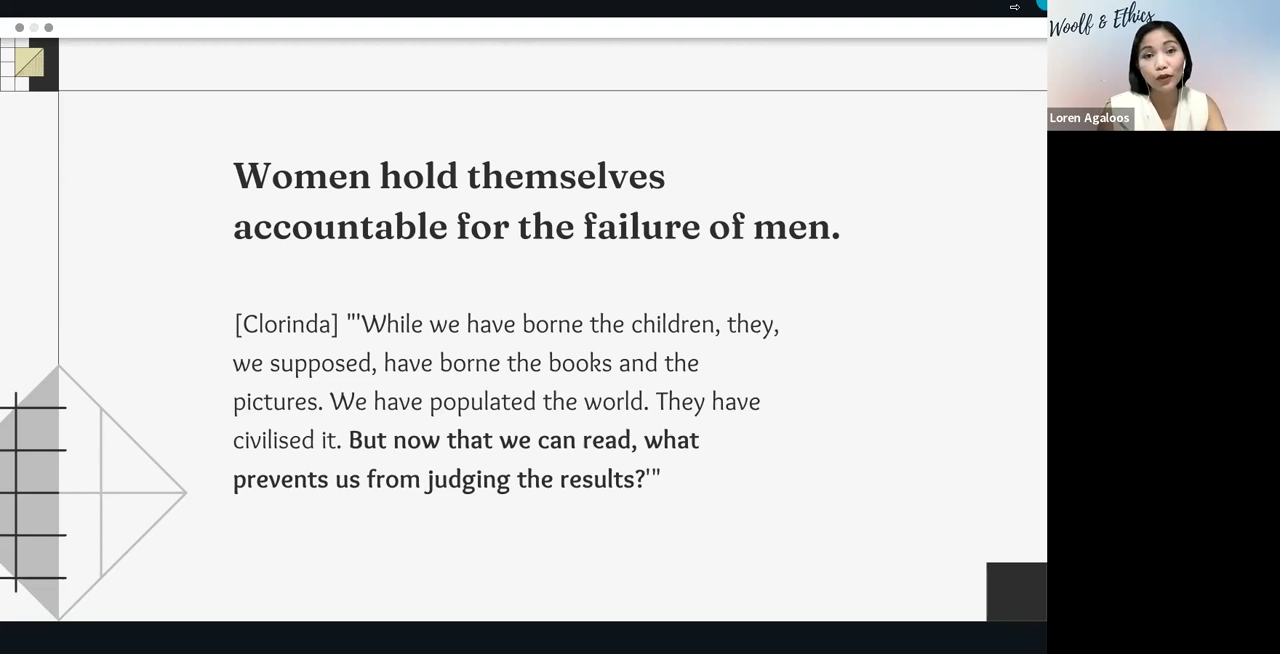 Woolf & Ethics
Loren Agaloos
Women hold themselves
accountable for the failure of men.
[Clorinda] "'While we have borne the children, they,
we supposed, have borne the books and the
pictures. We have populated the world. They have
civilised it. But now that we can read, what
prevents us from judging the results?'"